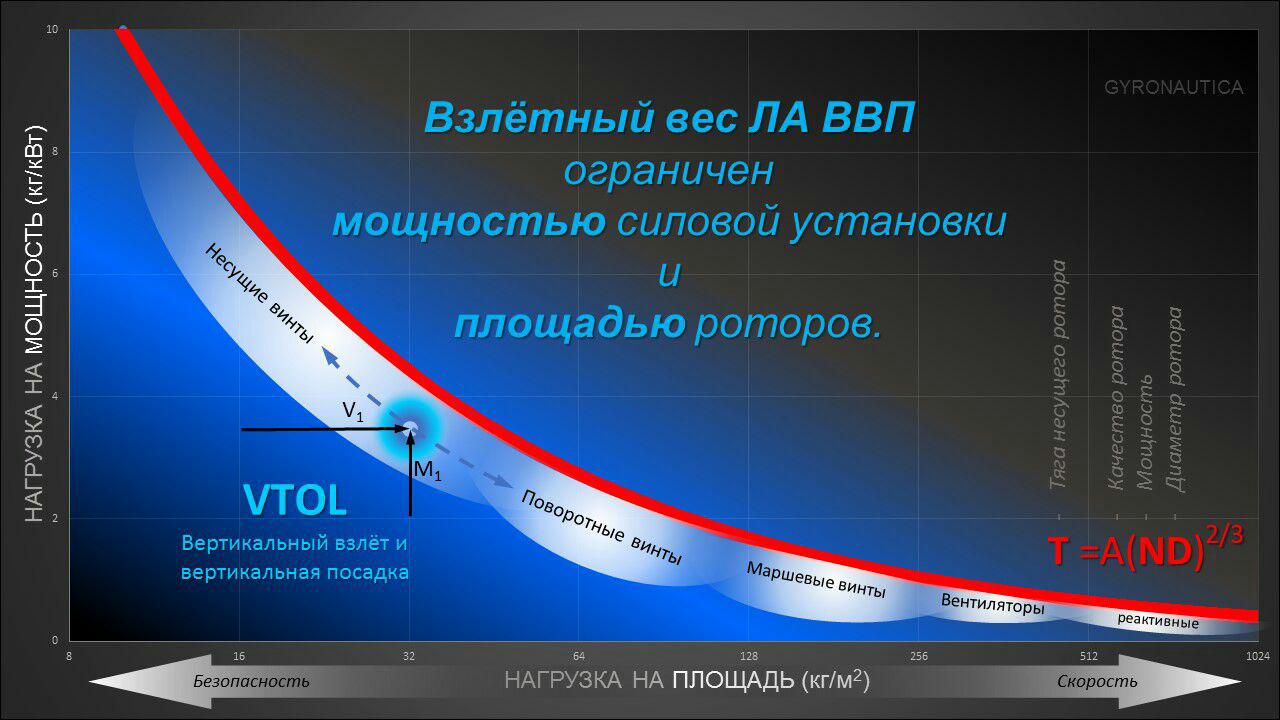 GYRONAUTICA
Взлётный вес ЛА ВВП
ограничен
мощностью силовой установки
и
площадью роторов.
НАГРУЗКА НА МОЩНОСТЬ (кг/кВт)
10
8
6
4
2
0
Несущие винты
V1
M1
VTOL
Вертикальный взлёт и
вертикальная посадка
Поворотные винты
Маршевые винты
Вентиляторы
реактивные
Тяга несущего ротора
Качество ротора
Мощность
Диаметр ротора
T =A(ND)2/3
8 16 32 64 128 256 512 1024
Безопасность
НАГРУЗКА НА ПЛОЩАДЬ (кг/м2)
Скорость